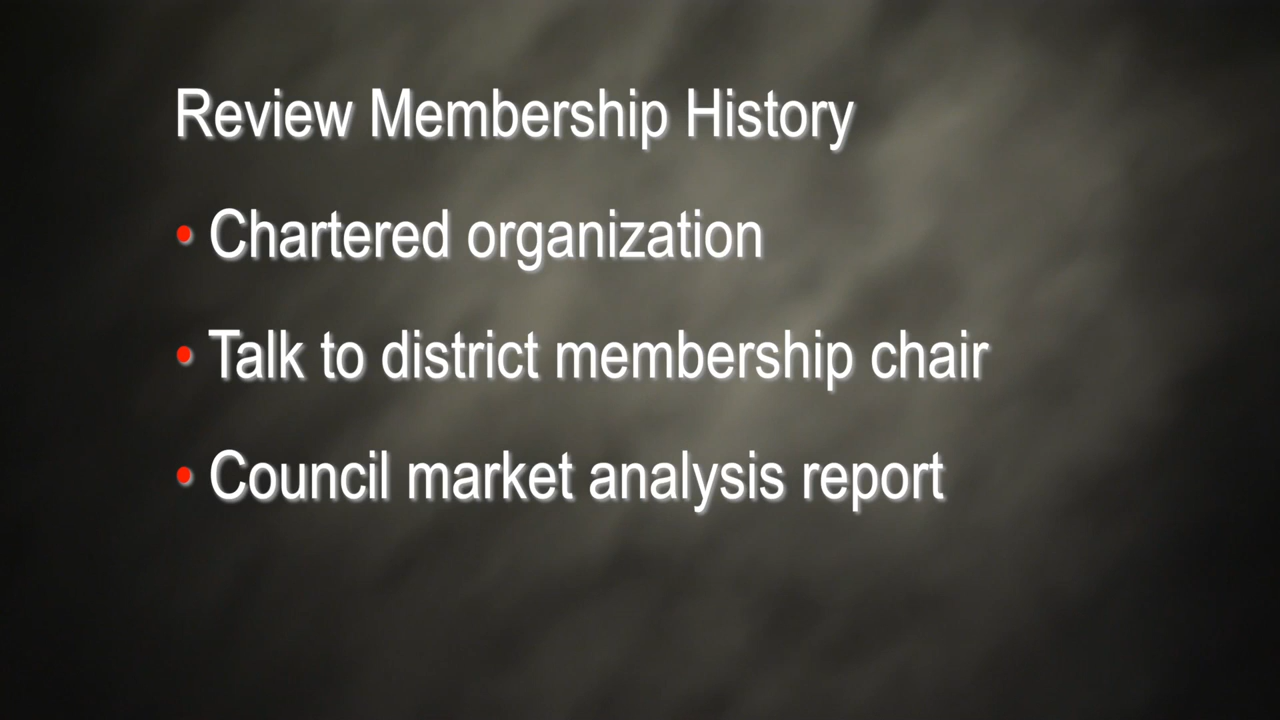 Review Membership History
• Chartered organization
• Talk to district membership chair
• Council market analysis report